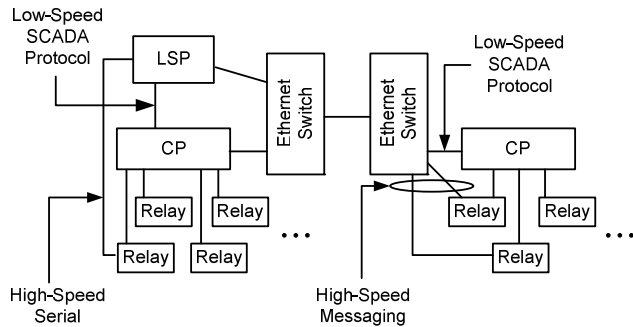 Low-Speed
SCADA
Protocol
LSP
Ethernet
Switch
Ethernet
Switch
Low-Speed
SCADA
Protocol
CP
CP
Relay
Relay
Relay
Relay
...
Relay
Relay
Relay
...
High-Speed
Serial
High-Speed
Messaging